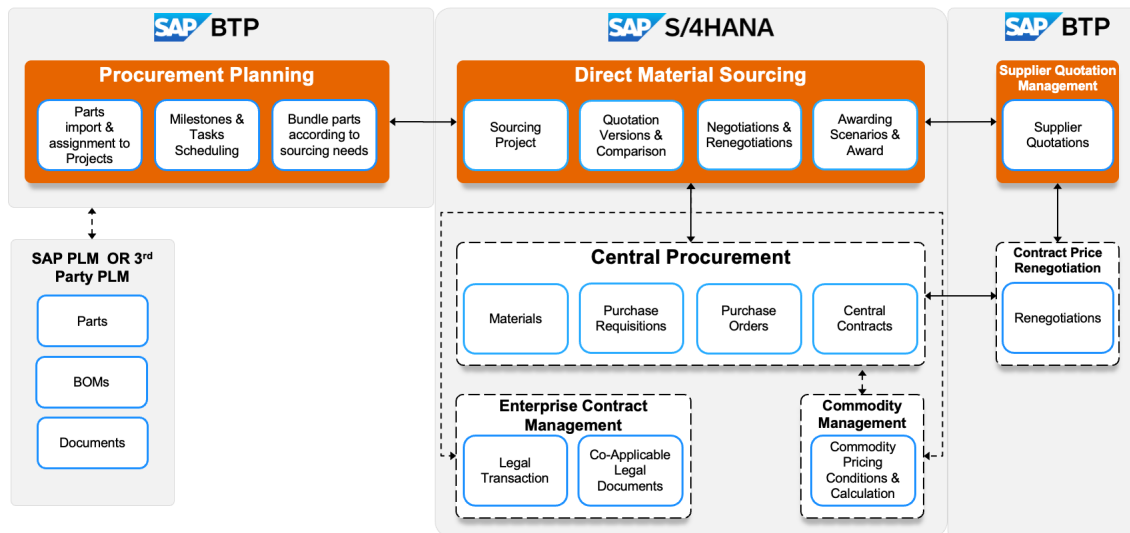 SAP BTP
Procurement Planning
Parts
import &
assignment to
Projects
Milestones &
Tasks
Scheduling
Bundle parts
according to
sourcing needs
SAP PLM OR 3rd
Party PLM
Parts
BOMs
Documents
SAP S/4HANA
Direct Material Sourcing
Sourcing
Project
Quotation
Versions &
Comparison
Negotiations &
Renegotiations
Awarding
Scenarios &
Award
Central Procurement
Materials
Purchase
Requisitions
Purchase
Orders
Central
Contracts
Enterprise Contract
Management
Legal
Transaction
Co-Applicable
Legal
Documents
Commodity
Management
Commodity
Pricing
Conditions &
Calculation
SAP BTP
Supplier Quotation
Management
Supplier
Quotations
Contract Price
Renegotiation
Renegotiations